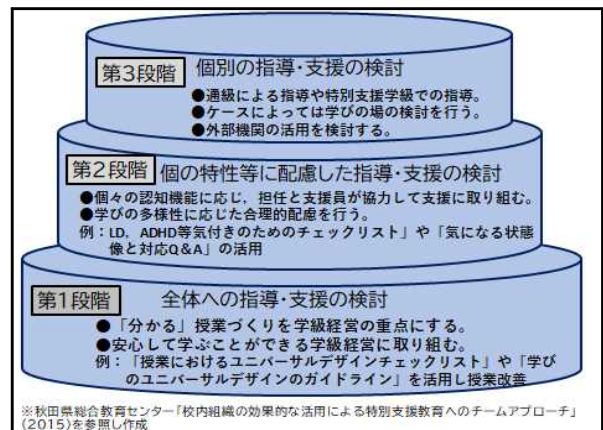 第3段階 個別の指導・支援の検討
●通級による指導や特別支援学級での指導。
●ケースによっては学びの場の検討を行う。
●外部機関の活用を検討する。
第2段階 個の特性等に配慮した指導・支援の検討
●個々の認知機能に応じ，担任と支援員が協力して支援に取り組む。
●学びの多様性に応じた合理的配慮を行う。
例：LD，ADHD等気付きのためのチェックリスト」や「気になる状態
像と対応Q&A」の活用
第1段階 全体への指導・支援の検討
●「分かる」授業づくりを学級経営の重点にする。
●安心して学ぶことができる学級経営に取り組む。
例：「授業におけるユニバーサルデザインチェックリスト」や「学び
のユニバーサルデザインのガイドライン」を活用し授業改善
※秋田県総合教育センター「校内組織の効果的な活用による特別支援教育へのチームアプローチ」
(2015)を参照し作成